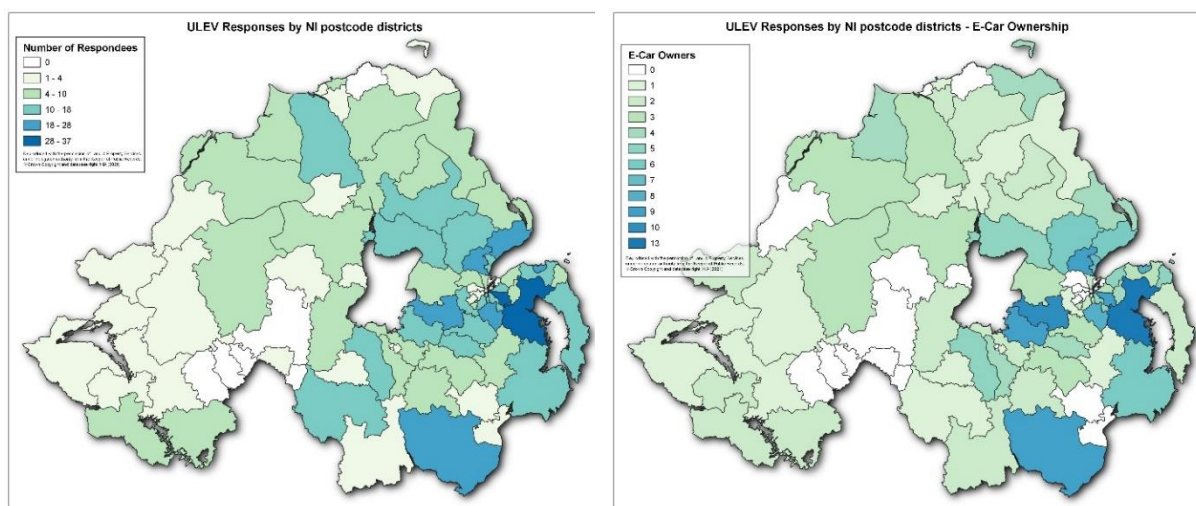 ULEV Responses by NI postcode districts
Number of Respondees
0
1 - 4
4 - 10
10 - 18
18 - 28
28 - 37
ULEV Responses by NI postcode districts - E-Car Ownership
E-Car Owners
0
1
2
3
4
5
6
7
8
9
10
13